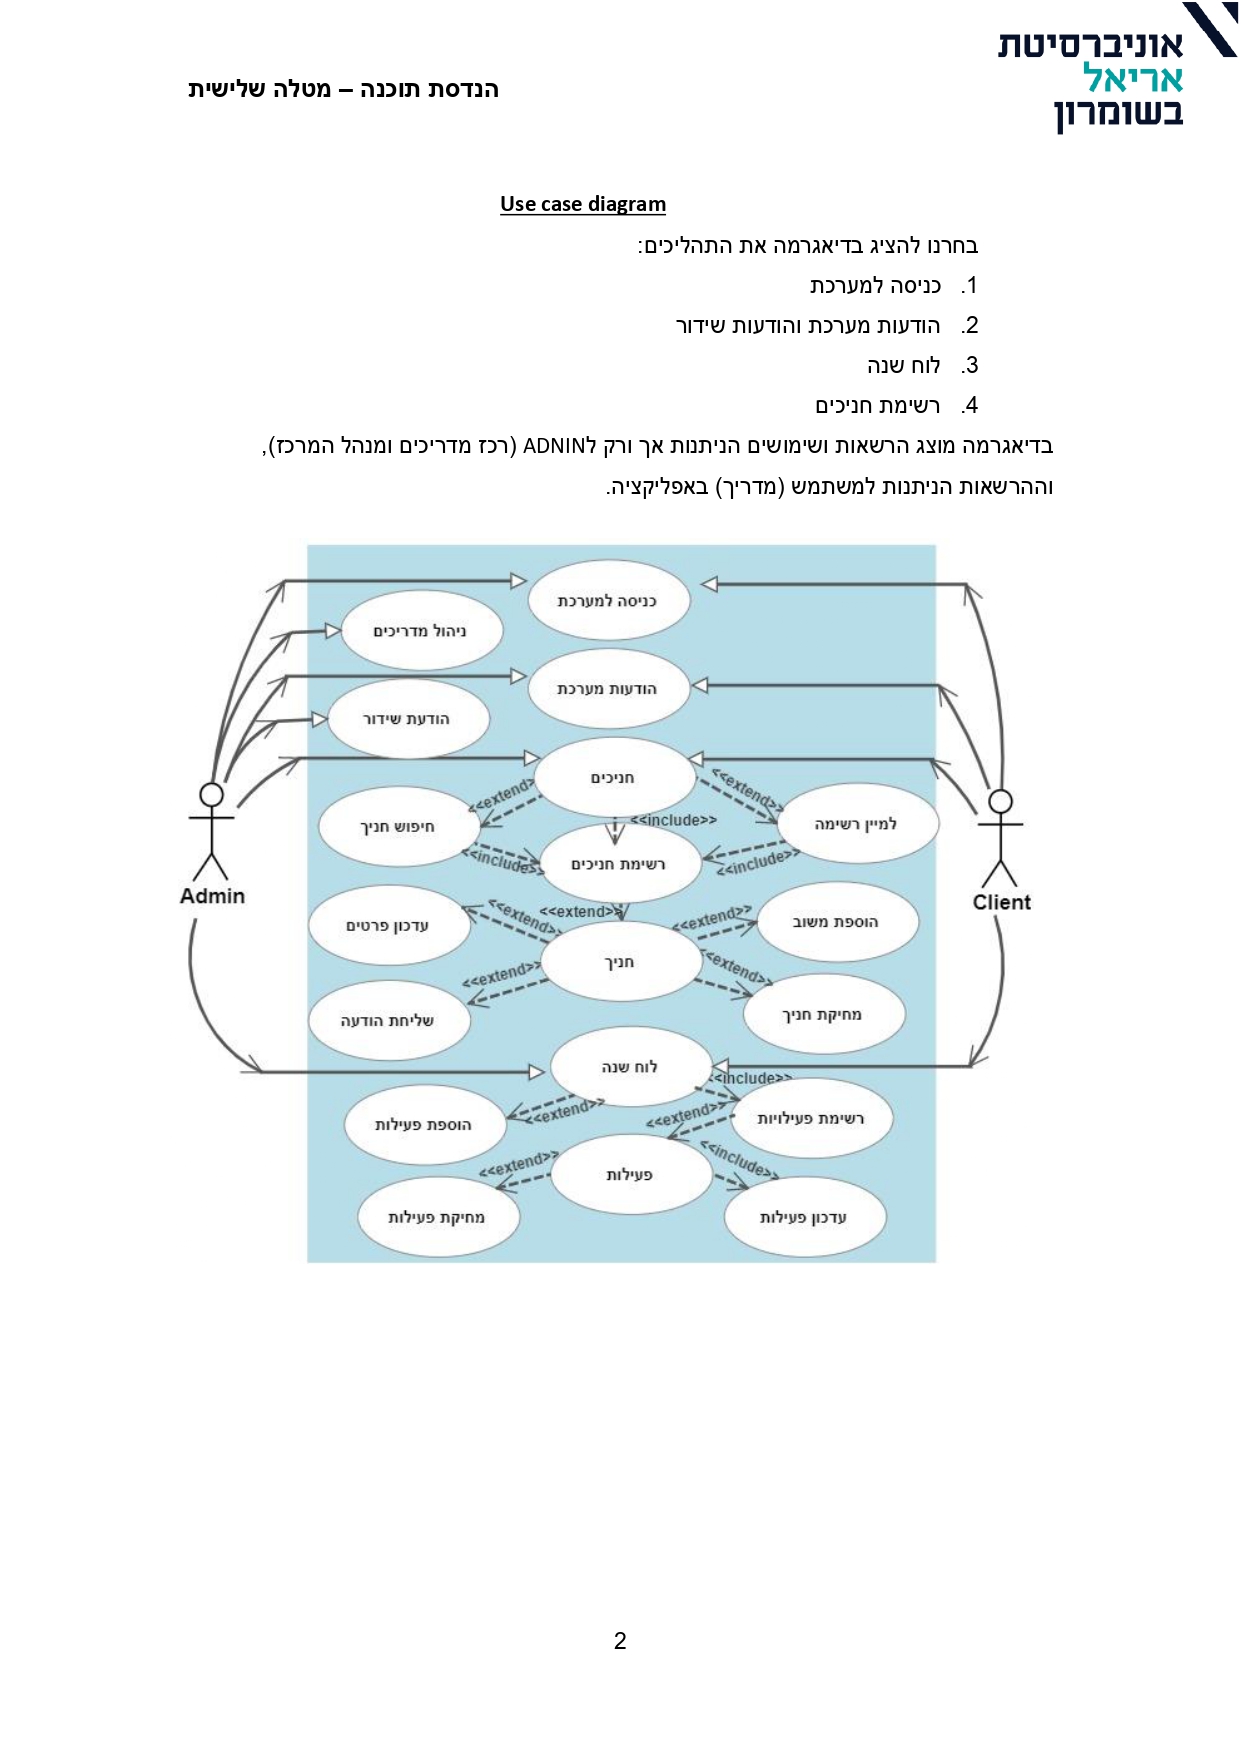 אוניברסיטת
אריאל
בשומרון
הנדסת תוכנה – מטלה שלישית
Use case diagram
בחרנו להציג בדיאגרמה את התהליכים:
1. כניסה למערכת
2. הודעות מערכת והודעות שידור
3. לוח שנה
4. רשימת חניכים
בדיאגרמה מוצג הרשאות ושימושים הניתנות אך ורק לADNIN (רכז מדריכים ומנהל המרכז),
וההרשאות הניתנות למשתמש (מדריך) באפליקציה.
כניסה למערכת
ניהול מדריכים
הודעות מערכת
הודעת שידור
חניכים
<<extend>>
<<extend>>
<<include>>
חיפוש חניך
למיין רשימה
רשימת חניכים
<<include>>
<<include>>
Admin
Client
<<extend>>
<<extend>>
<<extend>>
עדכון פרטים
הוספת משוב
חניך
<<extend>>
<<extend>>
שליחת הודעה
מחיקת חניך
לוח שנה
<<include>>
<<extend>>
<<extend>>
הוספת פעילות
רשימת פעילויות
<<extend>>
<<include>>
פעילות
מחיקת פעילות
עדכון פעילות
2